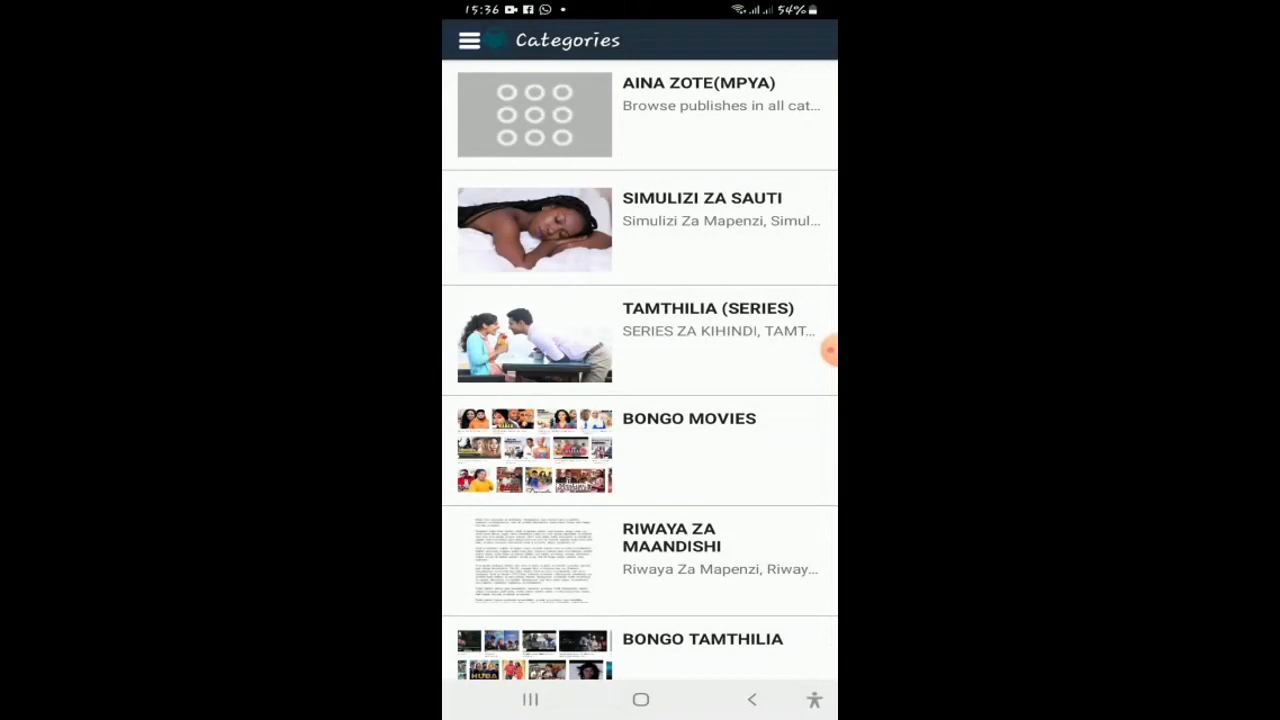 15:36
54%
Categories
AINA ZOTE(MPYA)
Browse publishes in all cat...
SIMULIZI ZA SAUTI
Simulizi Za Mapenzi, Simul...
TAMTHILIA (SERIES)
SERIES ZA KIHINDI, TAMT...
BONGO MOVIES
RIWAYA ZA
MAANDISHI
Riwaya Za Mapenzi, Riway...
BONGO TAMTHILIA
HUBA